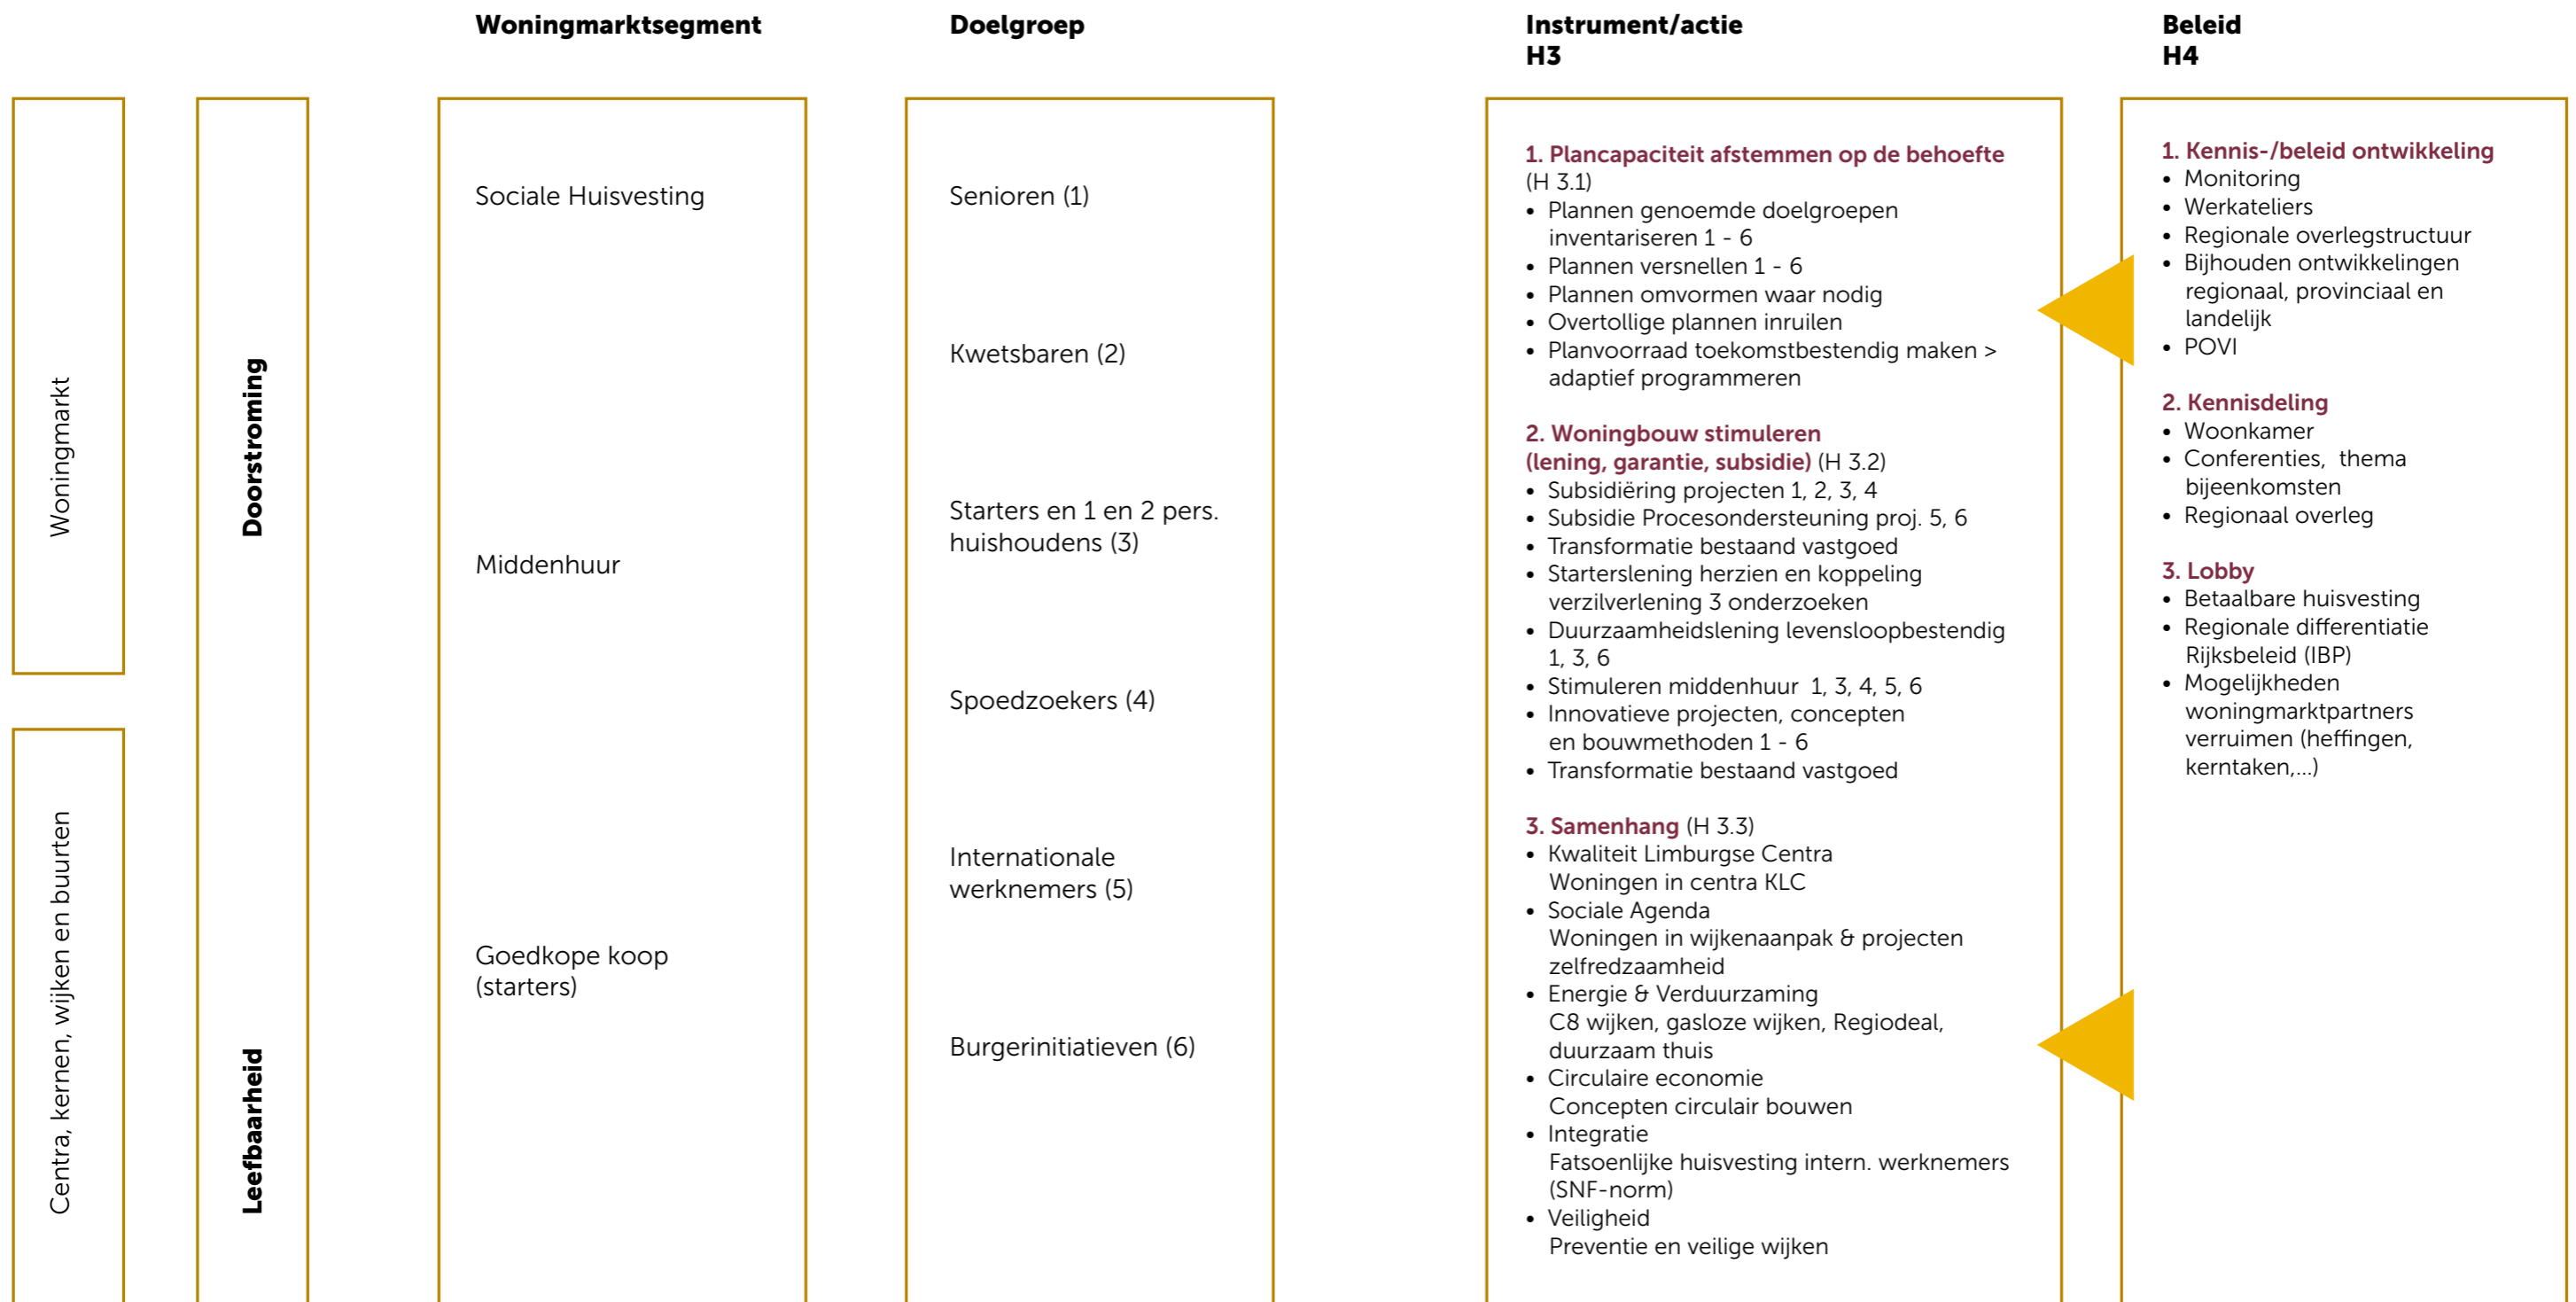 Woningmarktsegment
Doelgroep
Instrument/actie
H3
Beleid
H4
Woningmarkt
Centra, kernen, wijken en buurten
Doorstroming
Leefbaarheid
Sociale Huisvesting
Middenhuur
Goedkope koop
(starters)
Senioren (1)
Kwetsbaren (2)
Starters en 1 en 2 pers.
huishoudens (3)
Spoedzoekers (4)
Internationale
werknemers (5)
Burgerinitiatieven (6)
1. Plancapaciteit afstemmen op de behoefte
(H 3.1)
• Plannen genoemde doelgroepen
inventariseren 1 - 6
• Plannen versnellen 1 - 6
• Plannen omvormen waar nodig
• Overtollige plannen inruilen
• Planvoorraad toekomstbestendig maken >
adaptief programmeren
2. Woningbouw stimuleren
(lening, garantie, subsidie) (H 3.2)
• Subsidiëring projecten 1, 2, 3, 4
• Subsidie Procesondersteuning proj. 5, 6
• Transformatie bestaand vastgoed
• Starterslening herzien en koppeling
verzilverlening 3 onderzoeken
• Duurzaamheidslening levensloopbestendig
1, 3, 6
• Stimuleren middenhuur 1, 3, 4, 5, 6
• Innovatieve projecten, concepten
en bouwmethoden 1 - 6
• Transformatie bestaand vastgoed
3. Samenhang (H 3.3)
• Kwaliteit Limburgse Centra
Woningen in centra KLC
• Sociale Agenda
Woningen in wijkenaanpak & projecten
zelfredzaamheid
• Energie & Verduurzaming
C8 wijken, gasloze wijken, Regiodeal,
duurzaam thuis
• Circulaire economie
Concepten circulair bouwen
• Integratie
Fatsoenlijke huisvesting intern. werknemers
(SNF-norm)
• Veiligheid
Preventie en veilige wijken
1. Kennis-/beleid ontwikkeling
• Monitoring
• Werkateliers
• Regionale overlegstructuur
• Bijhouden ontwikkelingen
regionaal, provinciaal en
landelijk
• POVI
2. Kennisdeling
• Woonkamer
• Conferenties, thema
bijeenkomsten
• Regionaal overleg
3. Lobby
• Betaalbare huisvesting
• Regionale differentiatie
Rijksbeleid (IBP)
• Mogelijkheden
woningmarktpartners
verruimen (heffingen,
kerntaken,...)